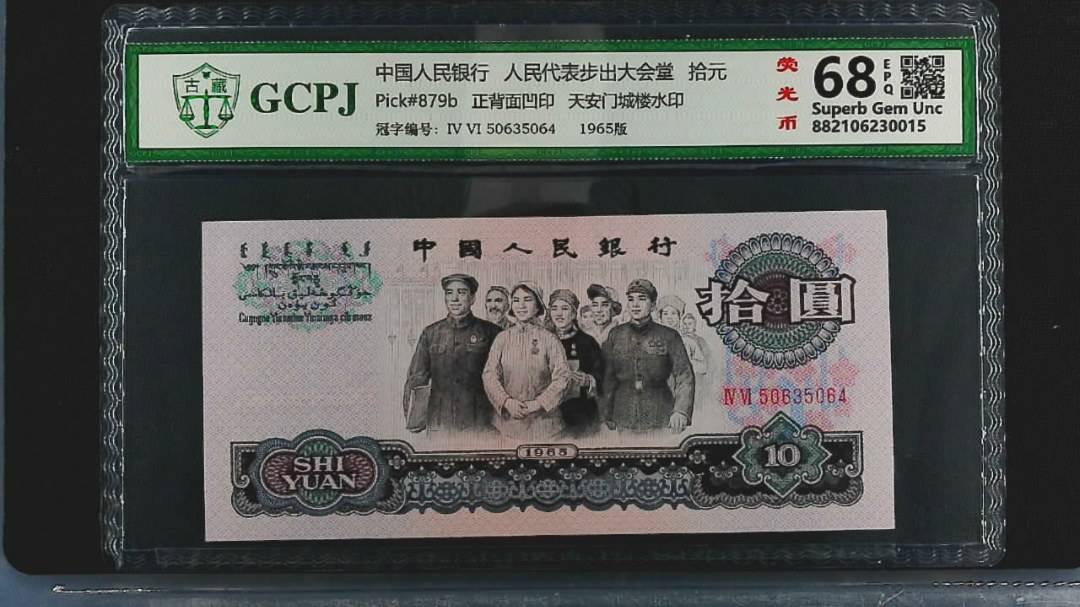 古藏
GCPJ
中国人民银行 人民代表步出大会堂 拾元
Pick#879b 正背面凹印 天安门城楼水印
冠字编号: IV VI 50635064 1965版
荧光币
68 EPQ
Superb Gem Unc
882106230015
中國人民銀行
拾圓
IV VI 50635064
1965
SHI
YUAN
10